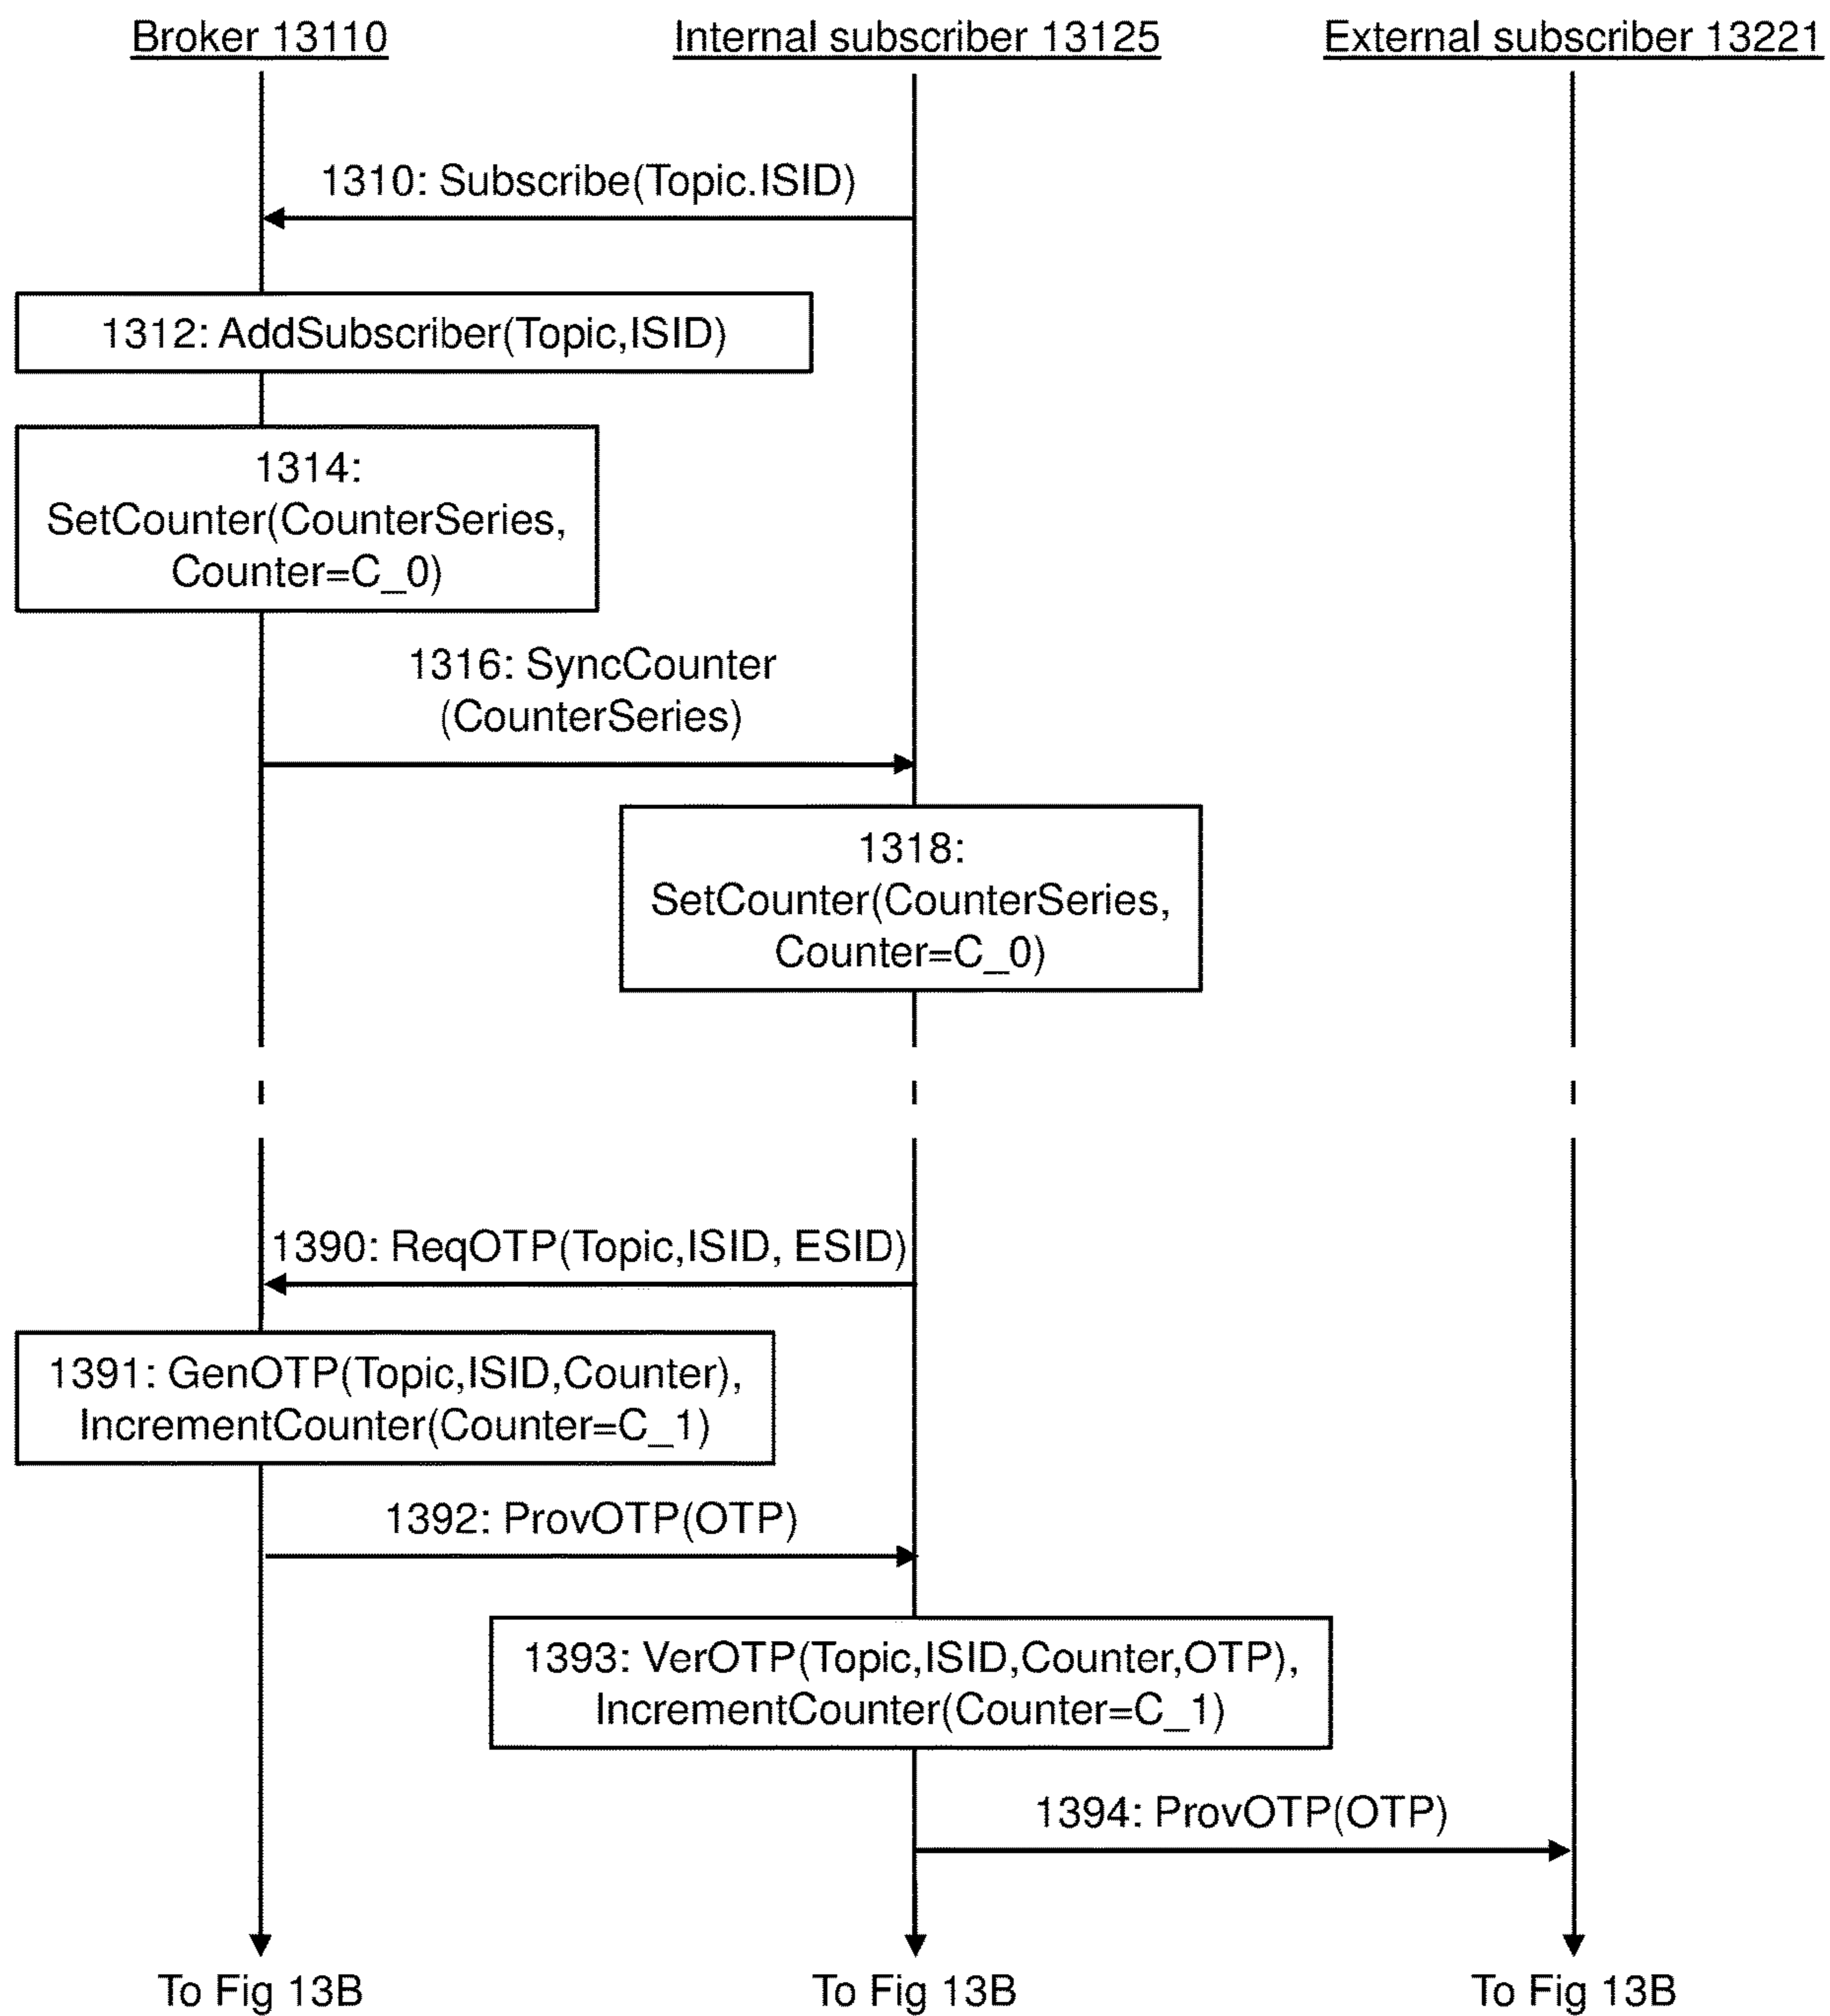 Broker 13110
Internal subscriber 13125
External subscriber 13221
1310: Subscribe(Topic.ISID)
1312: AddSubscriber(Topic,ISID)
1314:
SetCounter(CounterSeries,
Counter=C_0)
1316: SyncCounter
(CounterSeries)
1318:
SetCounter(CounterSeries,
Counter=C_0)
1390: ReqOTP(Topic,ISID, ESID)
1391: GenOTP(Topic,ISID,Counter),
IncrementCounter(Counter=C_1)
1392: ProvOTP(OTP)
1393: VerOTP(Topic,ISID,Counter,OTP),
IncrementCounter(Counter=C_1)
1394: ProvOTP(OTP)
To Fig 13B
To Fig 13B
To Fig 13B